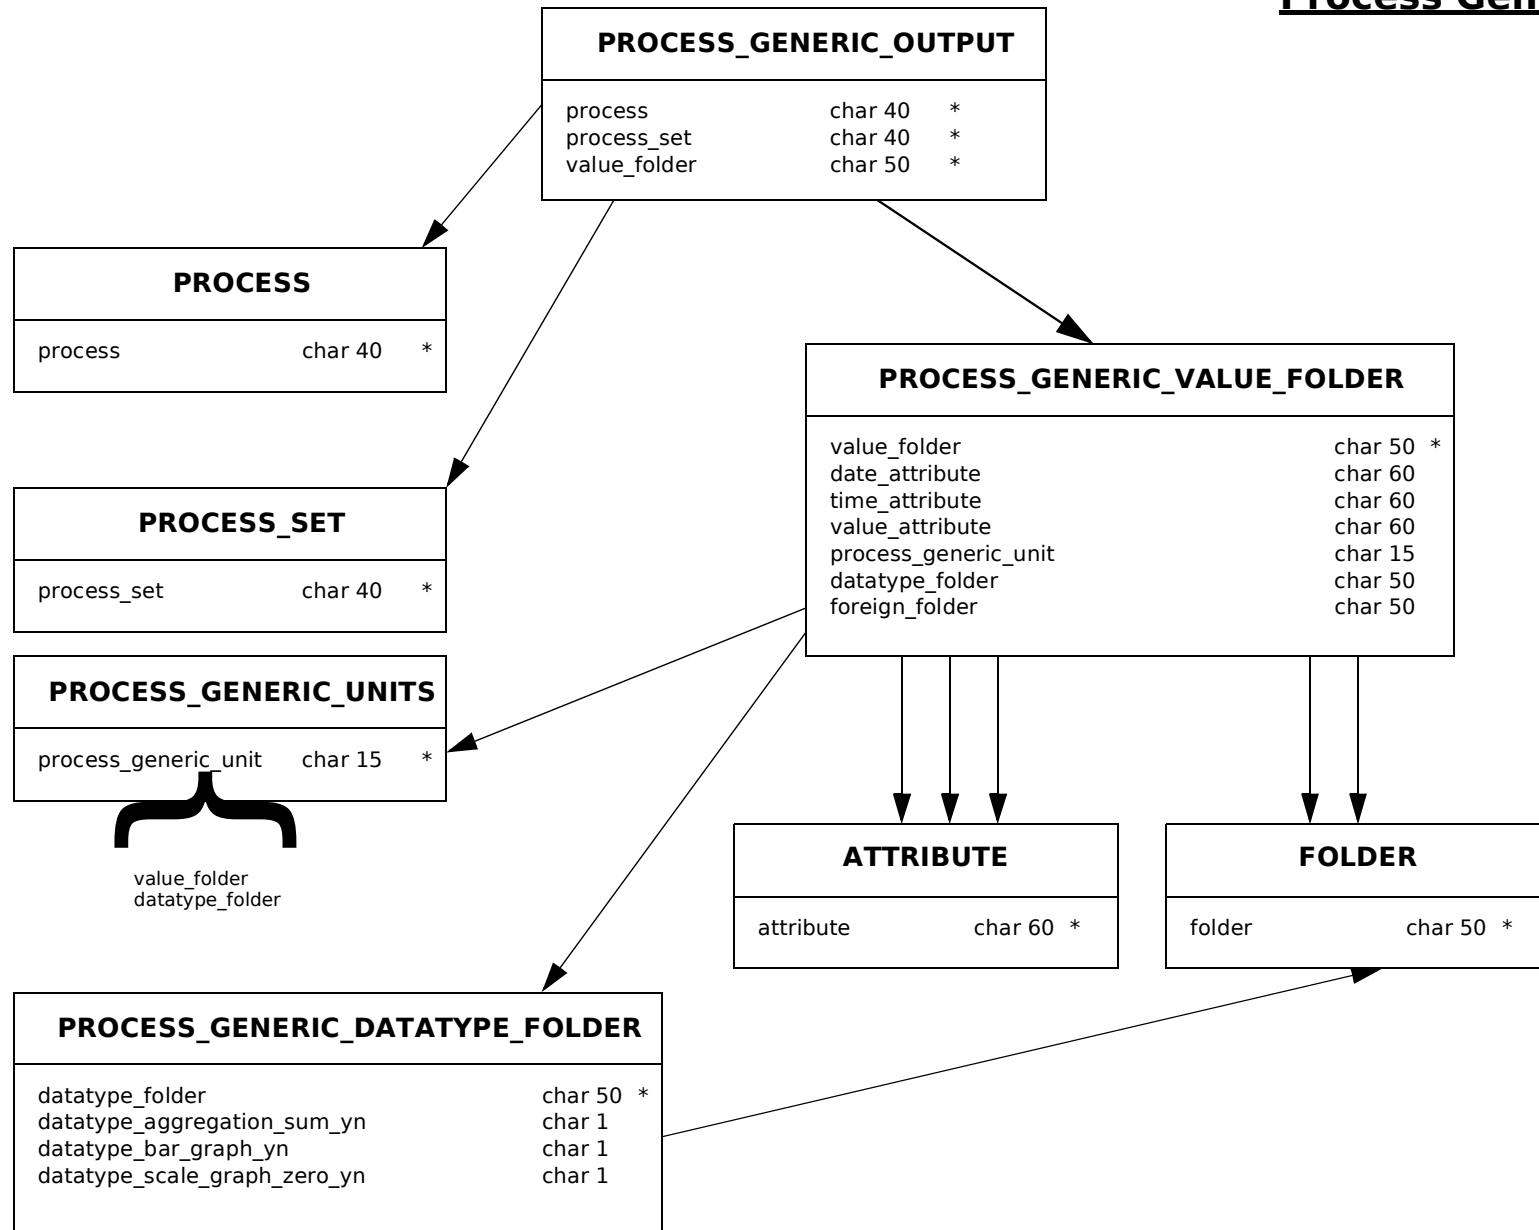 Process Gen
PROCESS_GENERIC_OUTPUT
process char 40 *
process_set char 40 *
value_folder char 50 *
PROCESS
process char 40 *
PROCESS_GENERIC_VALUE_FOLDER
value_folder char 50 *
date_attribute char 60
time_attribute char 60
value_attribute char 60
process_generic_unit char 15
datatype_folder char 50
foreign_folder char 50
PROCESS_SET
process_set char 40 *
PROCESS_GENERIC_UNITS
process_generic_unit char 15 *
value_folder
datatype_folder
ATTRIBUTE
attribute char 60 *
FOLDER
folder char 50 *
PROCESS_GENERIC_DATATYPE_FOLDER
datatype_folder char 50 *
datatype_aggregation_sum_yn char 1
datatype_bar_graph_yn char 1
datatype_scale_graph_zero_yn char 1